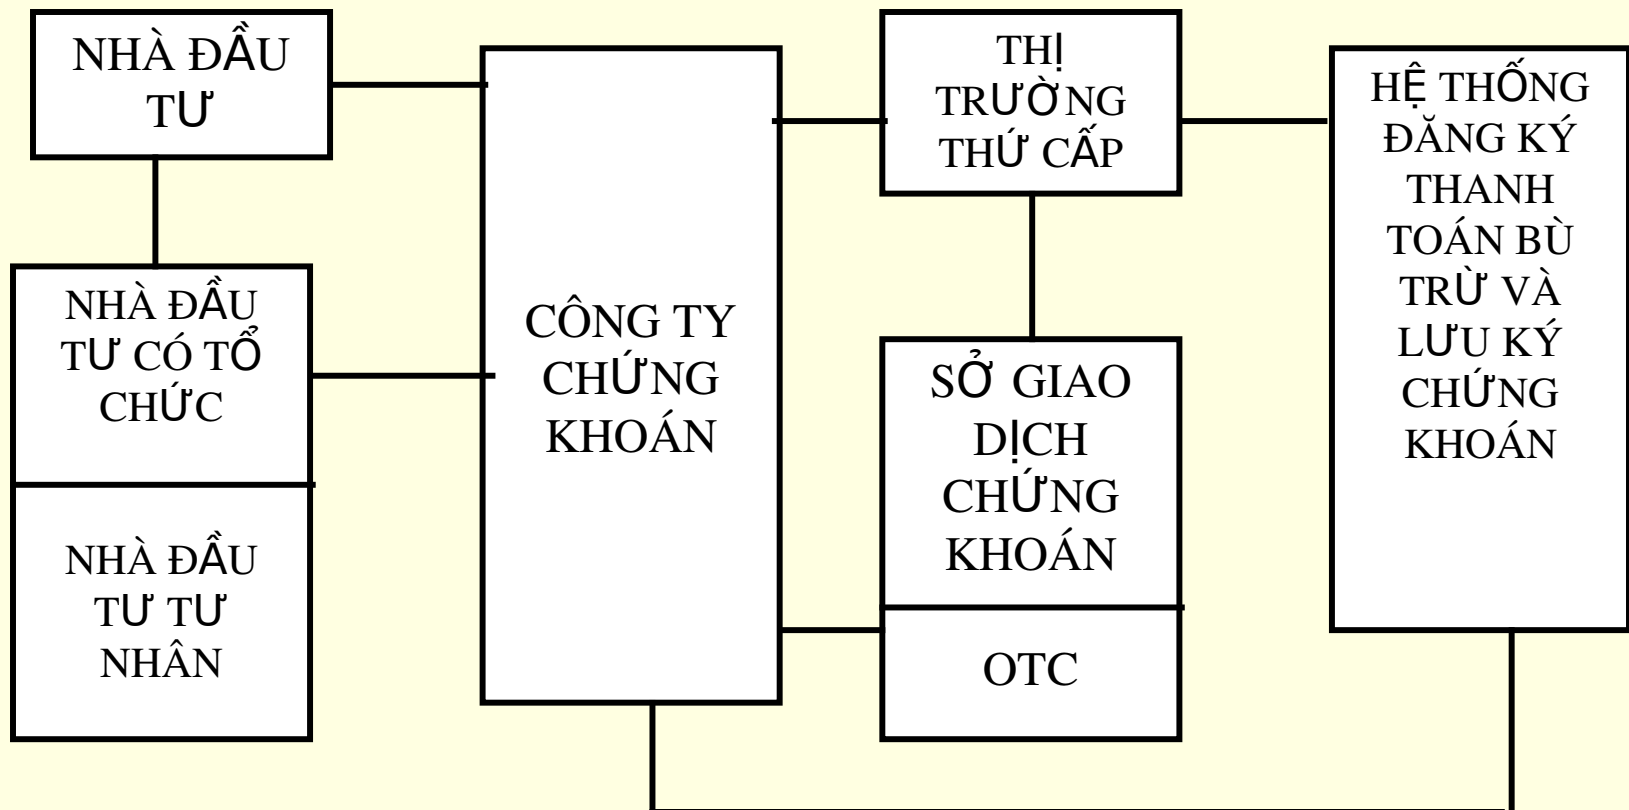 NHÀ ĐẦU
TƯ
NHÀ ĐẦU
TƯ CÓ TỔ
CHỨC
NHÀ ĐẦU
TƯ TƯ
NHÂN
CÔNG TY
CHỨNG
KHOÁN
THỊ
TRƯỜNG
THỨ CẤP
SỞ GIAO
DỊCH
CHỨNG
KHOÁN
OTC
HỆ THỐNG
ĐĂNG KÝ
THANH
TOÁN BÙ
TRỪ VÀ
LƯU KÝ
CHỨNG
KHOÁN